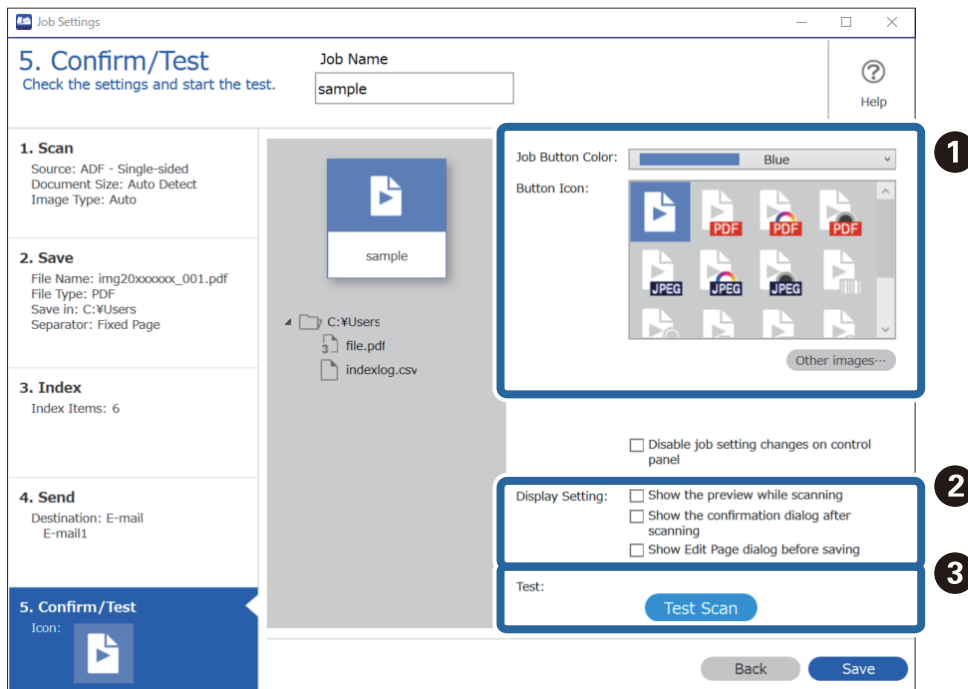 Job Settings
5. Confirm/Test
Check the settings and start the test.
Job Name
sample
Help
1. Scan
Source: ADF - Single-sided
Document Size: Auto Detect
Image Type: Auto
2. Save
File Name: img20xxxxxx_001.pdf
File Type: PDF
Save in: C:¥Users
Separator: Fixed Page
3. Index
Index Items: 6
4. Send
Destination: E-mail
E-mail1
5. Confirm/Test
Icon:
sample
C:¥Users
3 file.pdf
indexlog.csv
1
Job Button Color: Blue
Button Icon:
PDF PDF PDF
JPEG JPEG JPEG
Other images···
Disable job setting changes on control
panel
2
Display Setting: Show the preview while scanning
Show the confirmation dialog after
scanning
Show Edit Page dialog before saving
3
Test:
Test Scan
Back Save